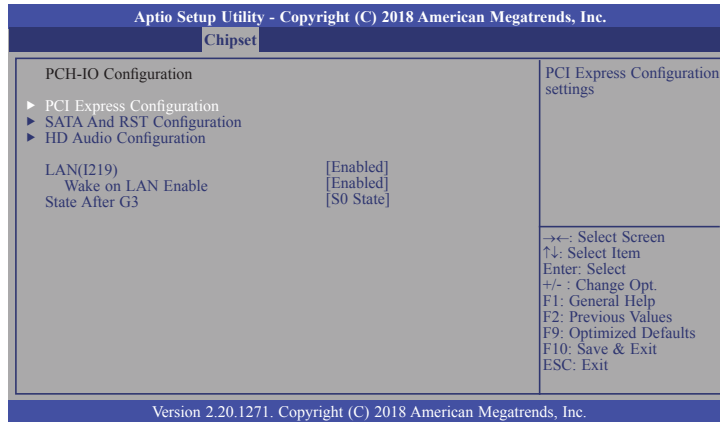 Aptio Setup Utility - Copyright (C) 2018 American Megatrends, Inc.
Chipset
PCH-IO Configuration
► PCI Express Configuration
► SATA And RST Configuration
► HD Audio Configuration
LAN(I219) [Enabled]
Wake on LAN Enable [Enabled]
State After G3 [S0 State]
PCI Express Configuration
settings
→←: Select Screen
↑↓: Select Item
Enter: Select
+/- : Change Opt.
F1: General Help
F2: Previous Values
F9: Optimized Defaults
F10: Save & Exit
ESC: Exit
Version 2.20.1271. Copyright (C) 2018 American Megatrends, Inc.